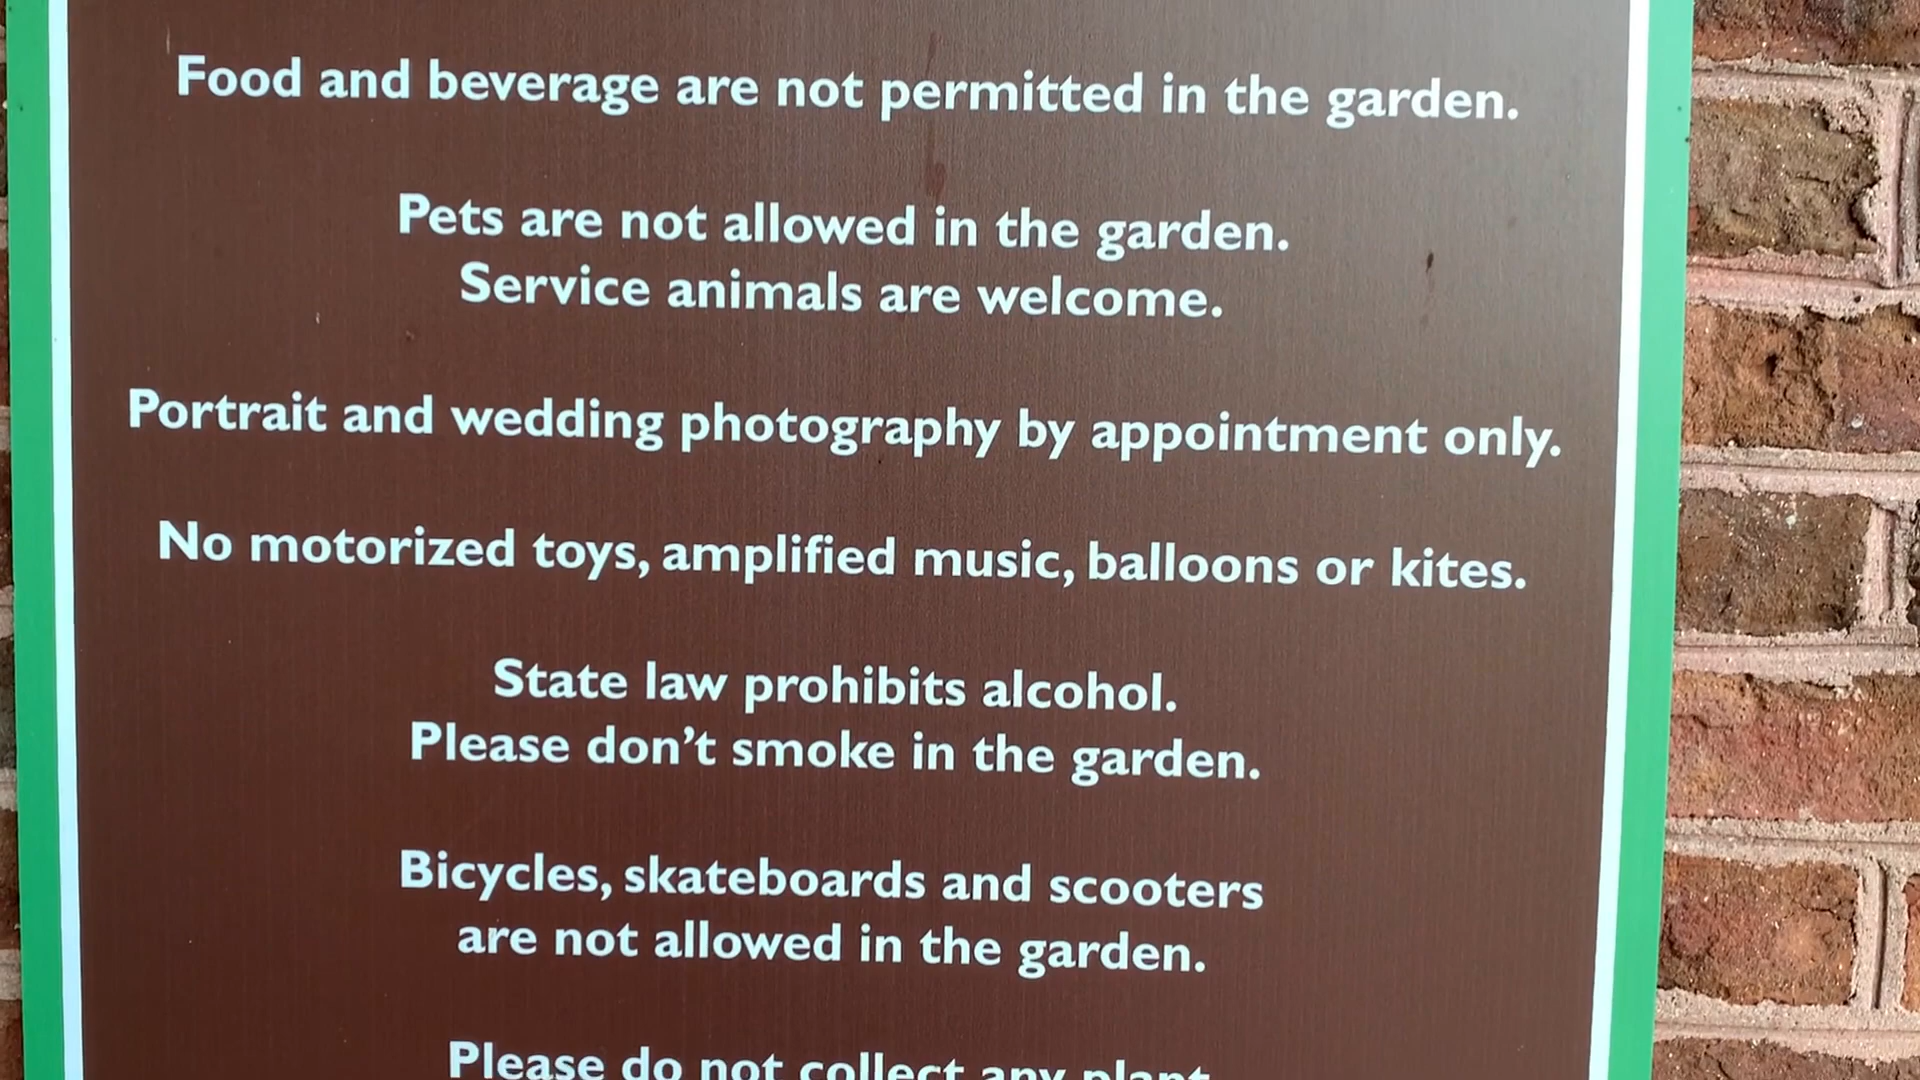 Food and beverage are not permitted in the garden.
Pets are not allowed in the garden.
Service animals are welcome.
Portrait and wedding photography by appointment only.
No motorized toys, amplified music, balloons or kites.
State law prohibits alcohol.
Please don't smoke in the garden.
Bicycles, skateboards and scooters
are not allowed in the garden.
Please do not collect any plant